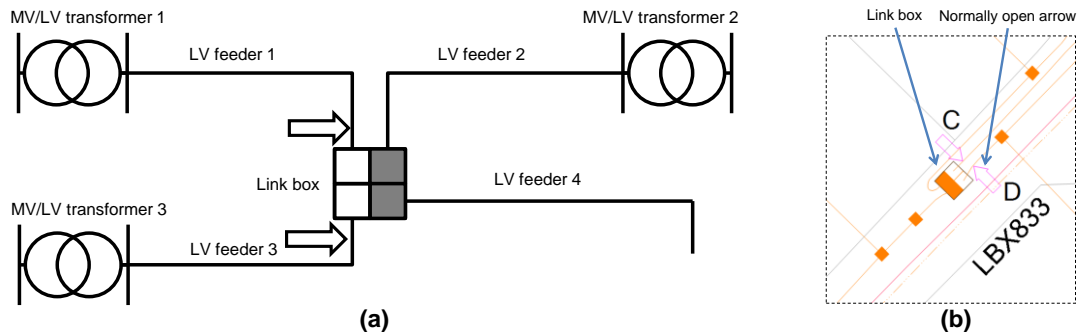 MV/LV transformer 1
LV feeder 1
LV feeder 2
MV/LV transformer 2
Link box
LV feeder 4
MV/LV transformer 3
LV feeder 3
(a)
Link box
Normally open arrow
C
D
LBX833
(b)